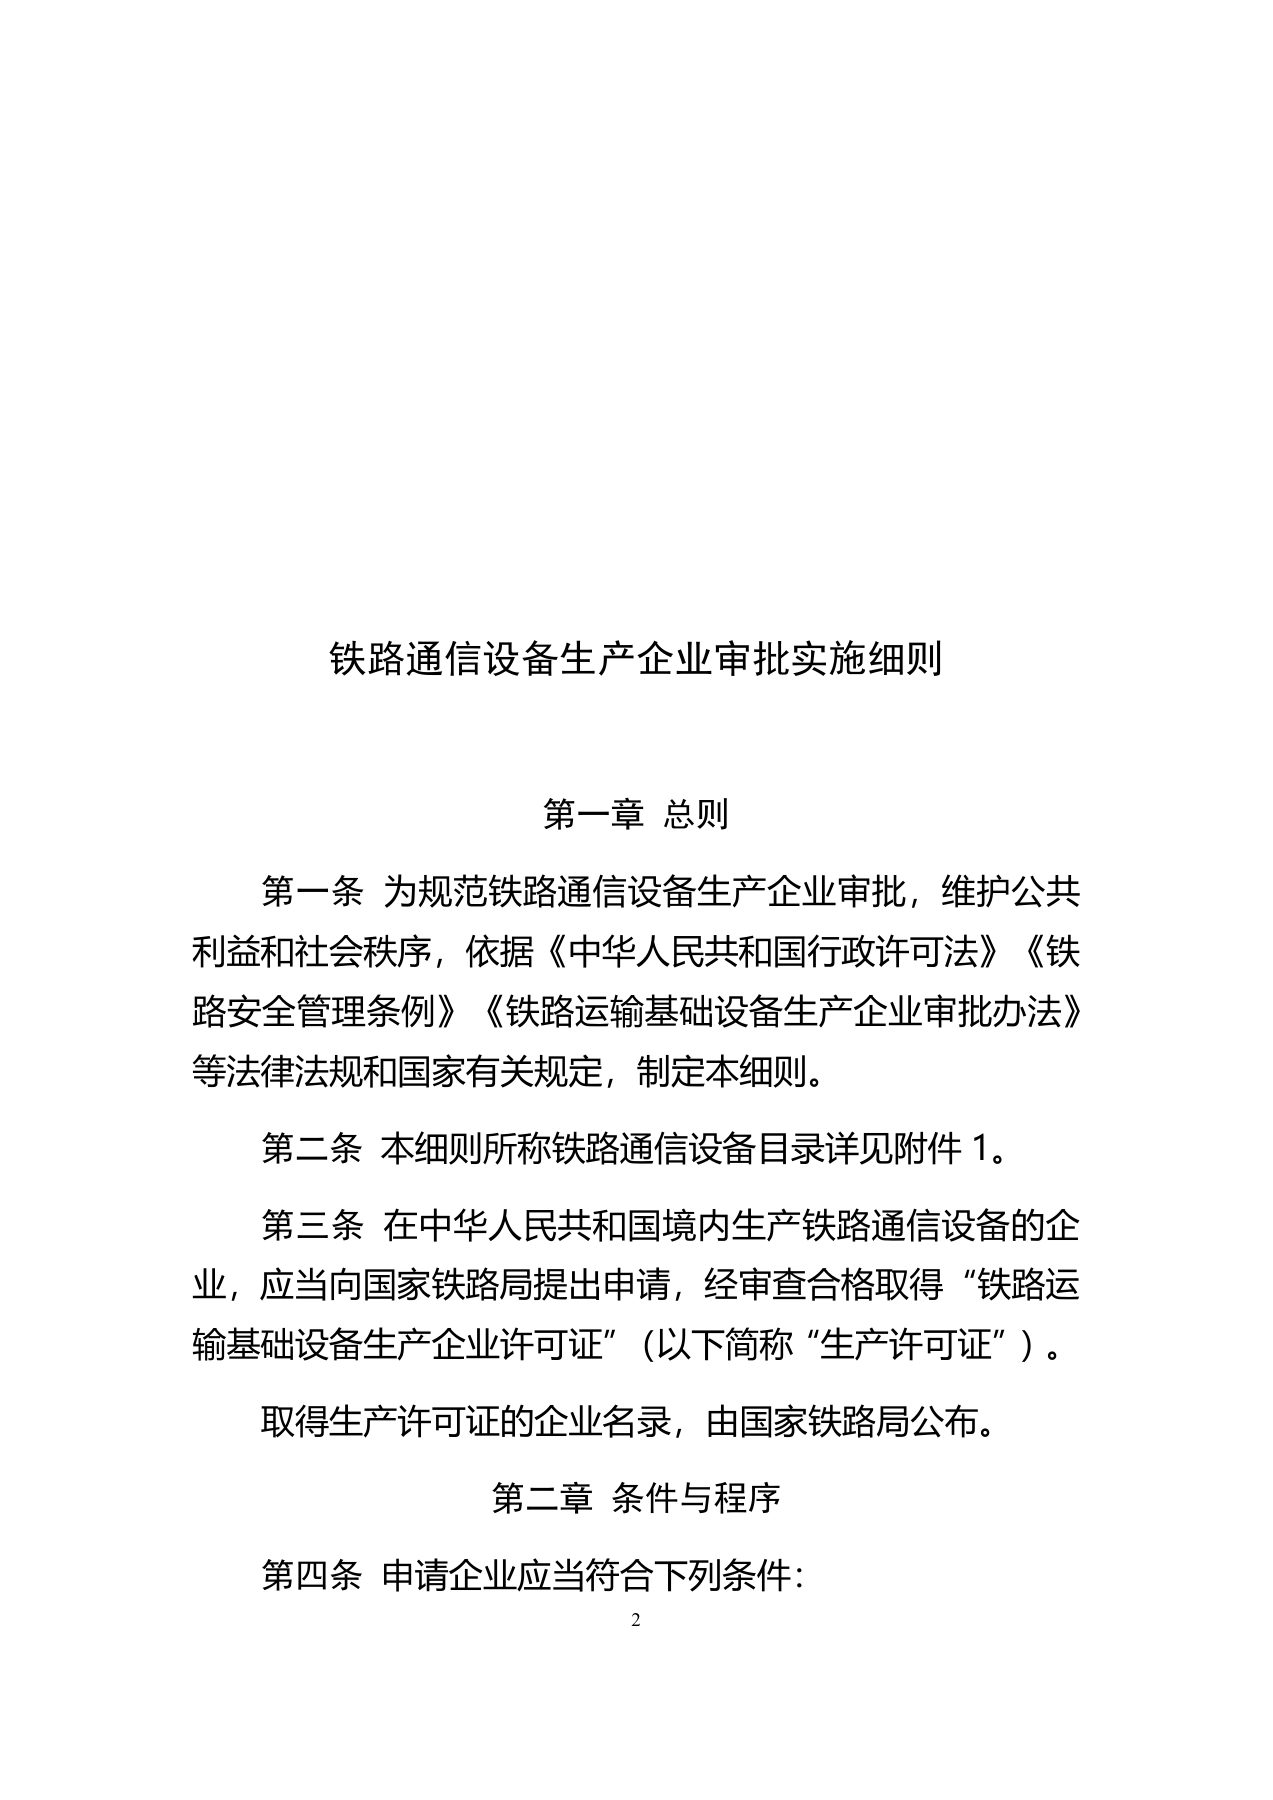 铁路通信设备生产企业审批实施细则
第一章 总则
第一条 为规范铁路通信设备生产企业审批，维护公共
利益和社会秩序，依据《中华人民共和国行政许可法》《铁
路安全管理条例》《铁路运输基础设备生产企业审批办法》
等法律法规和国家有关规定，制定本细则。
第二条 本细则所称铁路通信设备目录详见附件 1。
第三条 在中华人民共和国境内生产铁路通信设备的企
业，应当向国家铁路局提出申请，经审查合格取得“铁路运
输基础设备生产企业许可证”（以下简称“生产许可证”）。
取得生产许可证的企业名录，由国家铁路局公布。
第二章 条件与程序
第四条 申请企业应当符合下列条件：
2